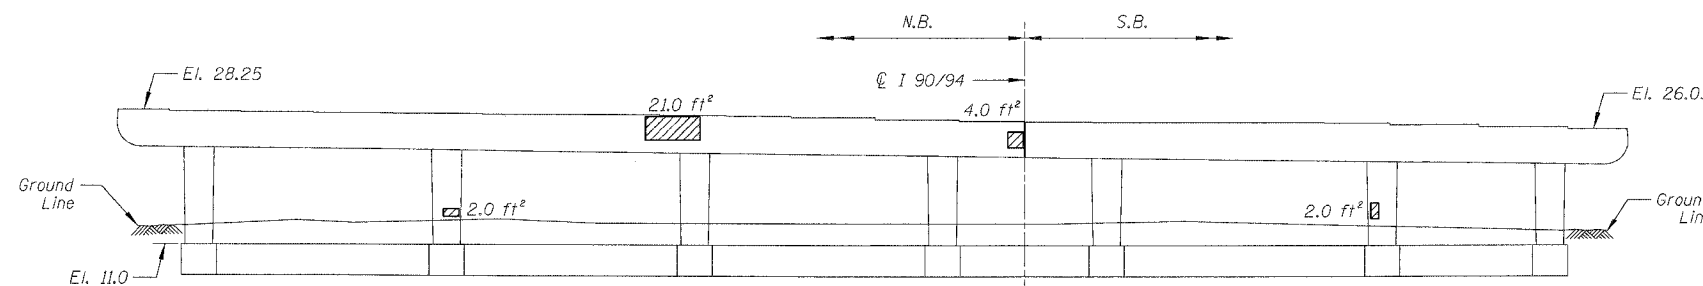 N.B.
S.B.
℄ I 90/94
El. 28.25
21.0 ft²
4.0 ft²
El. 26.0
Ground
Line
2.0 ft²
2.0 ft²
Groun
Lin
El. 11.0